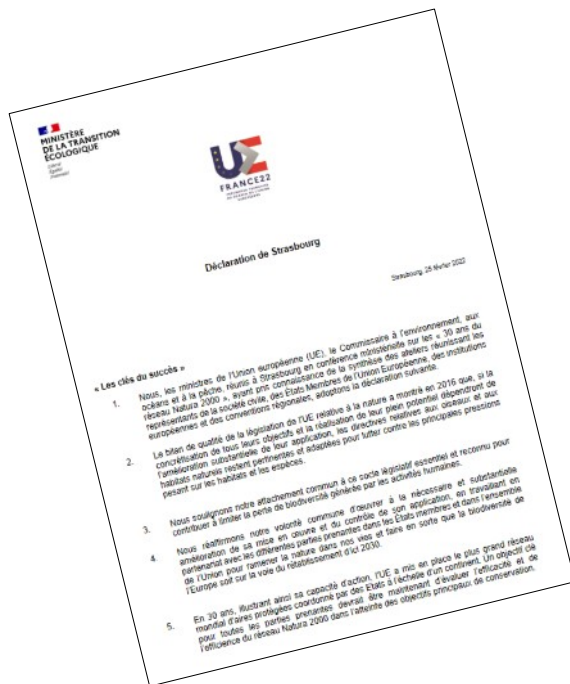 MINISTÈRE
DE LA TRANSITION
ÉCOLOGIQUE
Liberté
Égalité
Fraternité
UE
FRANCE22
Déclaration de Strasbourg
Strasbourg, 25 février 2022
« Les clés du succès »
1. Nous, les ministres de l'Union européenne (UE), le Commissaire à l'environnement, aux
océans et à la pêche, réunis à Strasbourg en conférence ministérielle sur les « 30 ans du
réseau Natura 2000 », ayant pris connaissance de la synthèse des ateliers réunissant les
représentants de la société civile, des États Membres de l'Union Européenne, des institutions
européennes et des conventions régionales, adoptons la déclaration suivante.
2. Le bilan de qualité de la législation de l'UE relative à la nature a montré en 2016 que, si la
concrétisation de tous leurs objectifs et la réalisation de leur plein potentiel dépendront de
l'amélioration substantielle de leur application, les directives relatives aux oiseaux et aux
habitats naturels restent pertinentes et adaptées pour lutter contre les principales pressions
pesant sur les habitats et les espèces.
3. Nous soulignons notre attachement commun à ce socle législatif essentiel et reconnu pour
contribuer à limiter la perte de biodiversité générée par les activités humaines.
4. Nous réaffirmons notre volonté commune d'œuvrer à la nécessaire et substantielle
amélioration de sa mise en œuvre et du contrôle de son application, en travaillant en
partenariat avec les différentes parties prenantes dans les États membres et dans l'ensemble
de l'Union pour ramener la nature dans nos vies et faire en sorte que la biodiversité de
l'Europe soit sur la voie du rétablissement d'ici 2030.
5. En 30 ans, illustrant ainsi sa capacité d'action, l'UE a mis en place le plus grand réseau
mondial d'aires protégées coordonné par des États à l'échelle d'un continent. Un objectif clé
pour toutes les parties prenantes devrait être maintenant d'évaluer l'efficacité et de
l'efficience du réseau Natura 2000 dans l'atteinte des objectifs principaux de conservation.